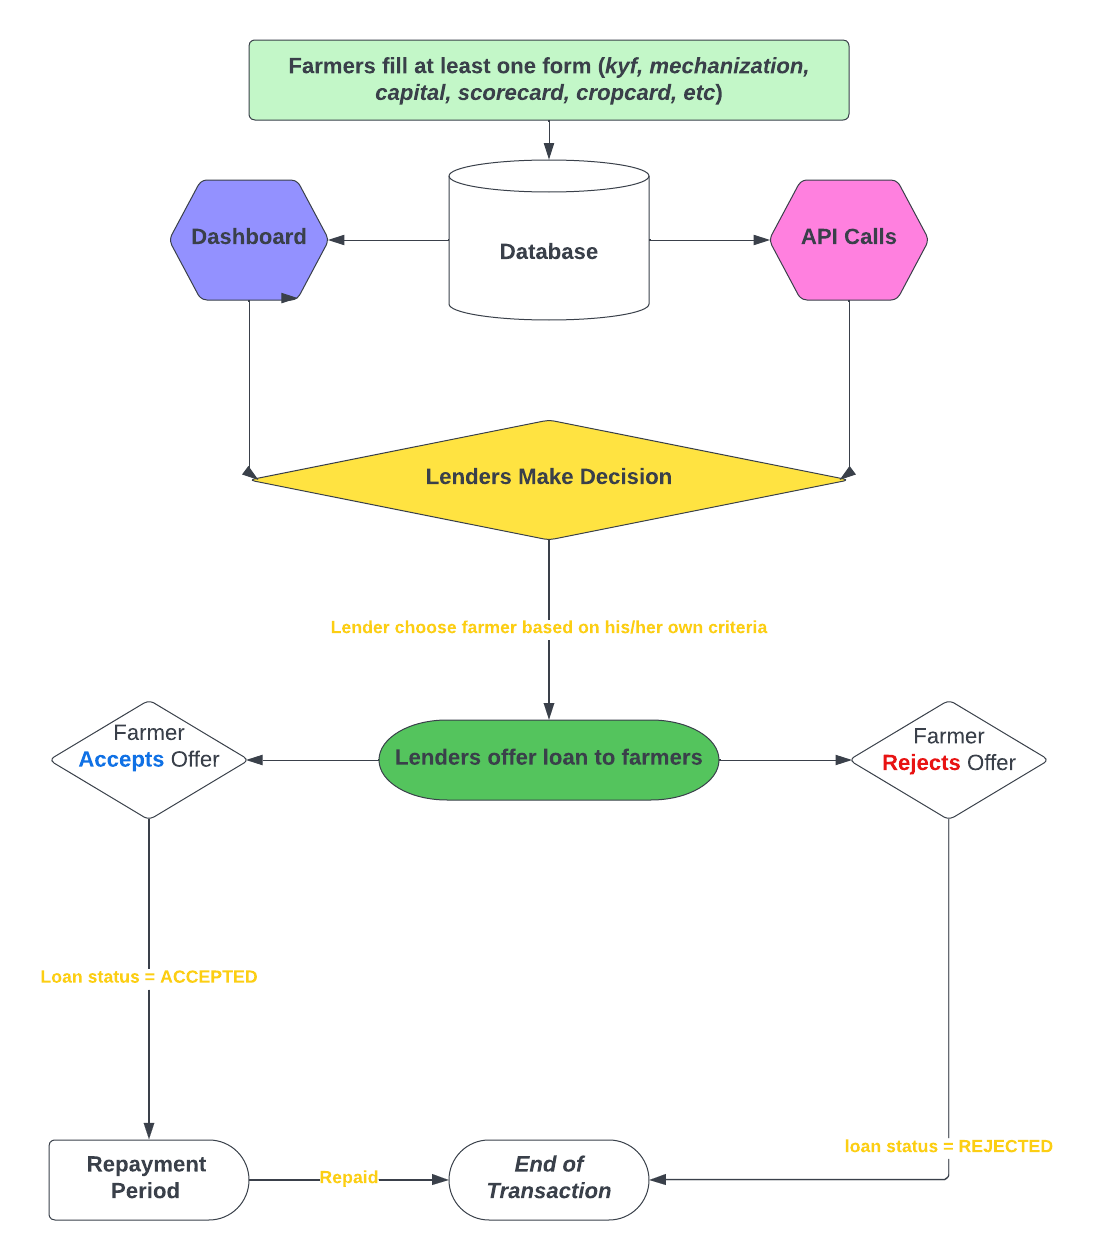 Farmers fill at least one form (kyf, mechanization,
capital, scorecard, cropcard, etc)
Dashboard
Database
API Calls
Lenders Make Decision
Lender choose farmer based on his/her own criteria
Farmer
Accepts Offer
Lenders offer loan to farmers
Farmer
Rejects Offer
Loan status = ACCEPTED
loan status = REJECTED
Repayment
Period
Repaid
End of
Transaction